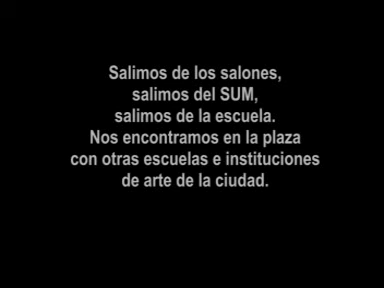 Salimos de los salones,
salimos del SUM,
salimos de la escuela.
Nos encontramos en la plaza
con otras escuelas e instituciones
de arte de la ciudad.